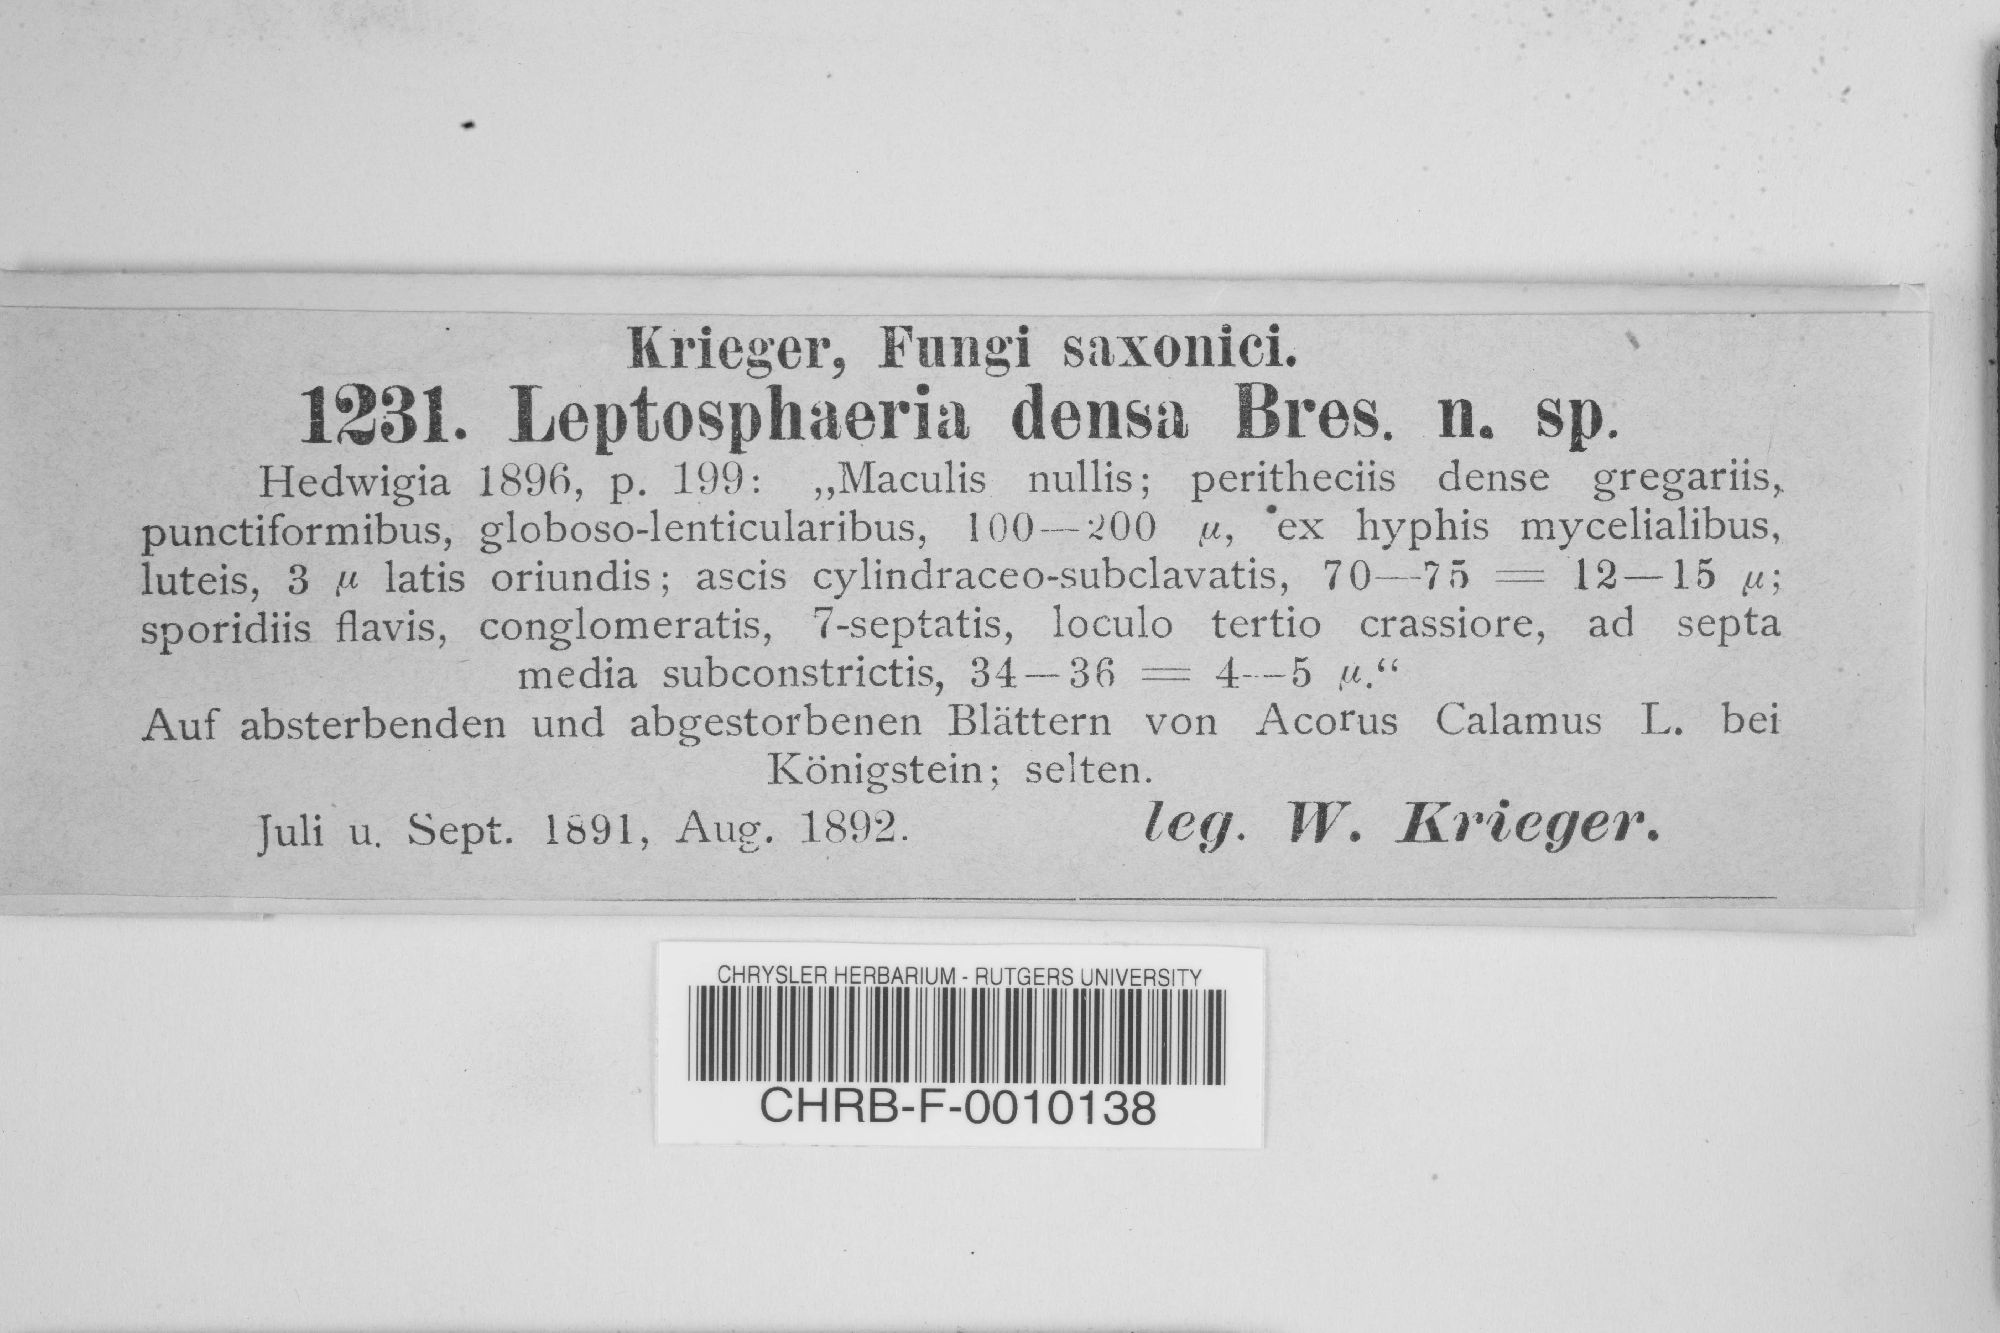 Krieger, Fungi saxonici.
1231. Leptosphaeria densa Bres. n. sp.
Hedwigia 1896, p. 199: „Maculis nullis; peritheciis dense gregariis,
punctiformibus, globoso-lenticularibus, 100—200 µ, ex hyphis mycelialibus,
luteis, 3 µ latis oriundis; ascis cylindraceo-subclavatis, 70—75 = 12—15 µ;
sporidiis flavis, conglomeratis, 7-septatis, loculo tertio crassiore, ad septa
media subconstrictis, 34—36 = 4—5 µ.“
Auf absterbenden und abgestorbenen Blättern von Acorus Calamus L. bei
Königstein; selten.
Juli u. Sept. 1891, Aug. 1892. leg. W. Krieger.
CHRYSLER HERBARIUM - RUTGERS UNIVERSITY
CHRB-F-0010138